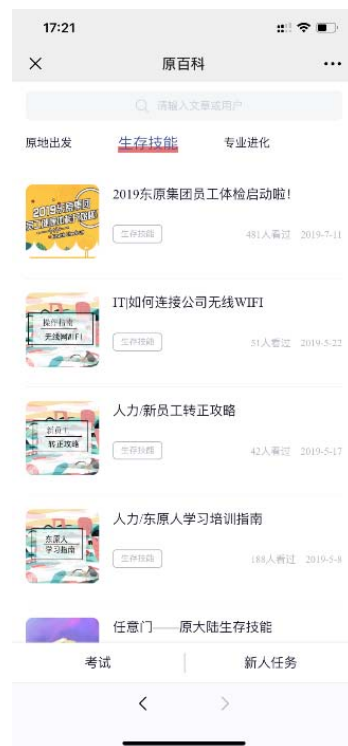 17:21
原百科
请输入文章或用户
原地出发
生存技能
专业进化
2019东原集团员工体检启动啦！
生存技能
481人看过 2019-7-11
IT|如何连接公司无线WIFI
操作指南
无线网WIFI
生存技能
51人看过 2019-5-22
人力/新员工转正攻略
新员工
转正攻略
生存技能
42人看过 2019-5-17
人力/东原人学习培训指南
东原人
学习指南
生存技能
188人看过 2019-5-8
任意门——原大陆生存技能
考试
新人任务